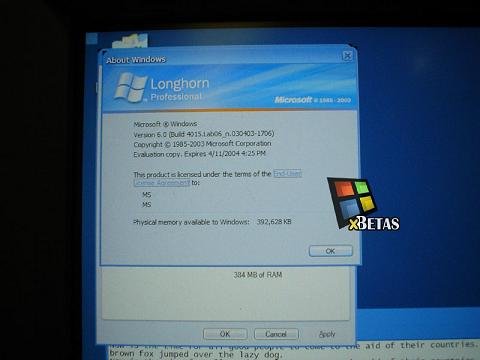 About Windows
Longhorn
Professional
Microsoft © 1985 - 2003
Microsoft ® Windows
Version 6.0 (Build 4015.Lab06_n.030403-1706)
Copyright © 1985-2003 Microsoft Corporation
Evaluation copy. Expires 4/11/2004 4:25 PM
This product is licensed under the terms of the End-User
License Agreement to:
MS
MS
Physical memory available to Windows: 392,628 KB
xBetas
OK
384 MB of RAM
OK Cancel Apply
Now is the time for all good people to come to the aid of their countries.
brown fox jumped over the lazy dog.